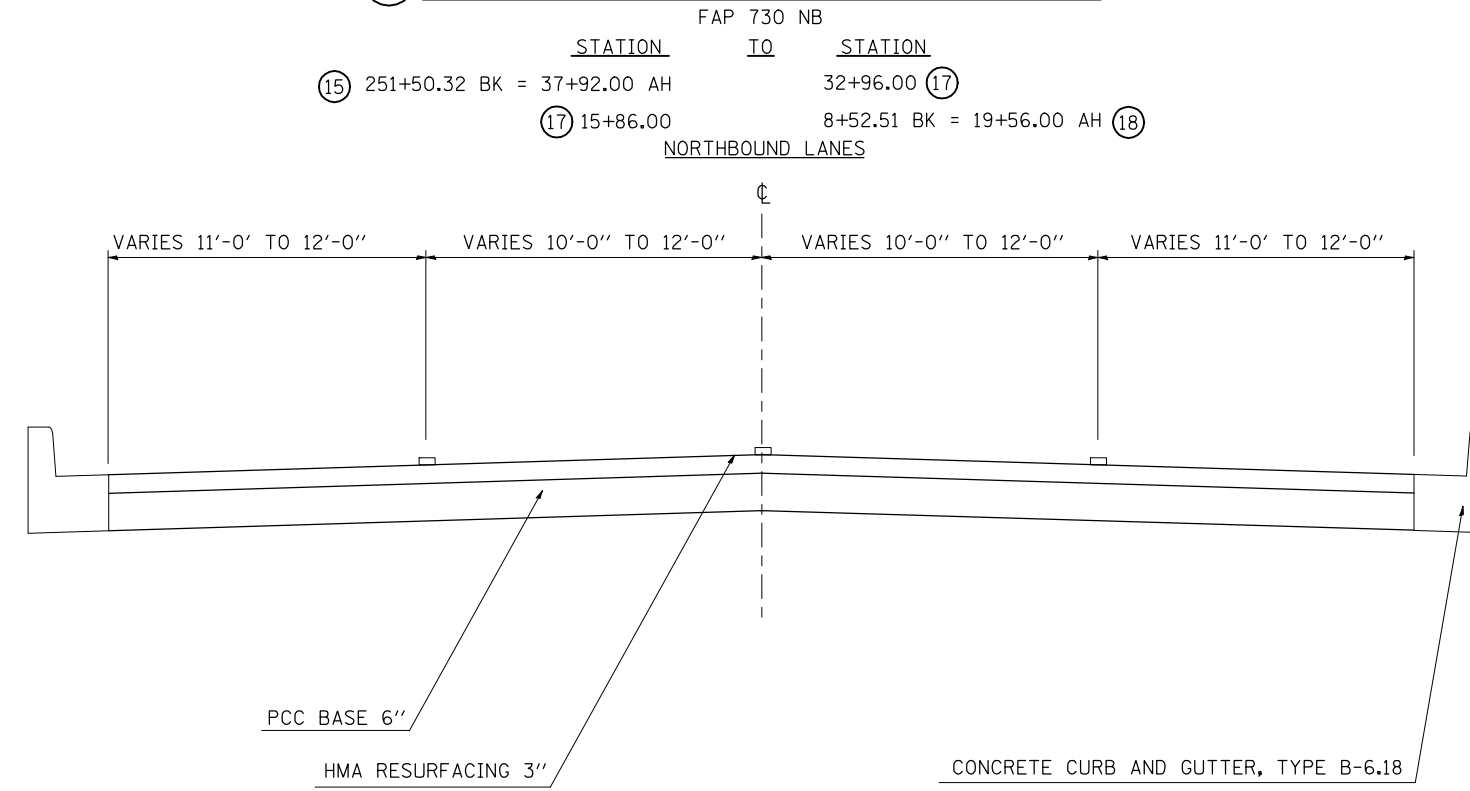 FAP 730 NB
STATION TO STATION
15 251+50.32 BK = 37+92.00 AH 32+96.00 17
17 15+86.00 8+52.51 BK = 19+56.00 AH 18
NORTHBOUND LANES
℄
VARIES 11'-0' TO 12'-0" VARIES 10'-0" TO 12'-0" VARIES 10'-0" TO 12'-0" VARIES 11'-0' TO 12'-0"
PCC BASE 6"
HMA RESURFACING 3"
CONCRETE CURB AND GUTTER, TYPE B-6.18